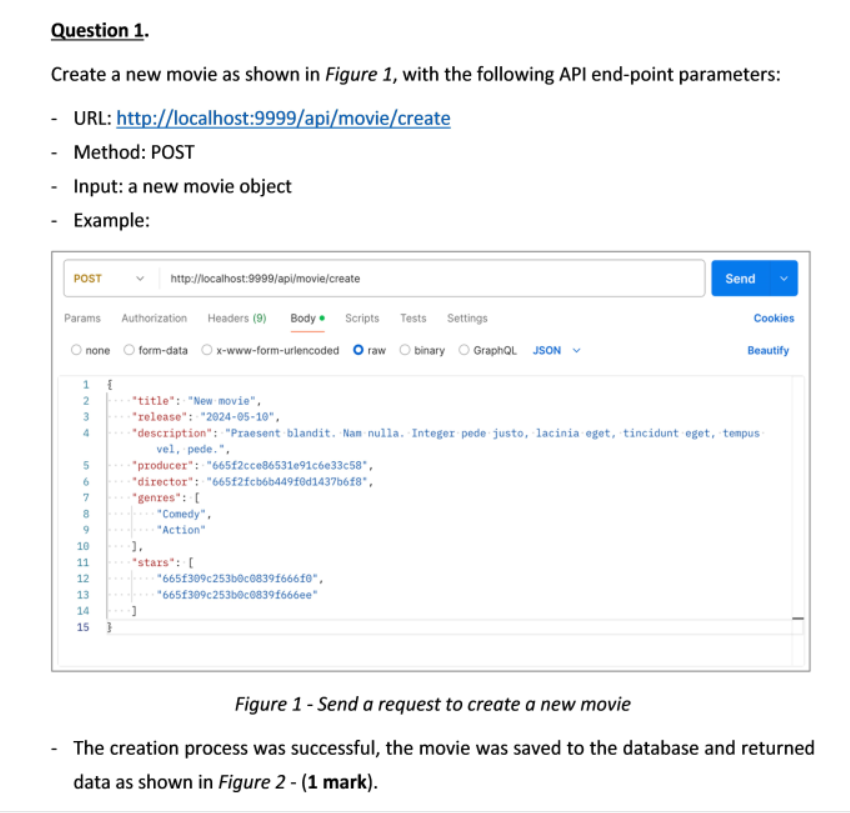 Question 1.
Create a new movie as shown in Figure 1, with the following API end-point parameters:
- URL: http://localhost:9999/api/movie/create
- Method: POST
- Input: a new movie object
- Example:
POST http://localhost:9999/api/movie/create Send
Params Authorization Headers (9) Body Scripts Tests Settings Cookies
none form-data x-www-form-urlencoded raw binary GraphQL JSON Beautify
1 {
2 "title": "New movie",
3 "release": "2024-05-10",
4 "description": "Praesent blandit. Nam nulla. Integer pede justo, lacinia eget, tincidunt eget, tempus
vel, pede.",
5 "producer": "665f2cce86531e91c6e33c58",
6 "director": "665f2fcb6b449f0d1437b6f8",
7 "genres": [
8 "Comedy",
9 "Action"
10 ],
11 "stars": [
12 "665f309c253b0c0839f666f0",
13 "665f309c253b0c0839f666ee"
14 ]
15 }
Figure 1 - Send a request to create a new movie
- The creation process was successful, the movie was saved to the database and returned
data as shown in Figure 2 - (1 mark).